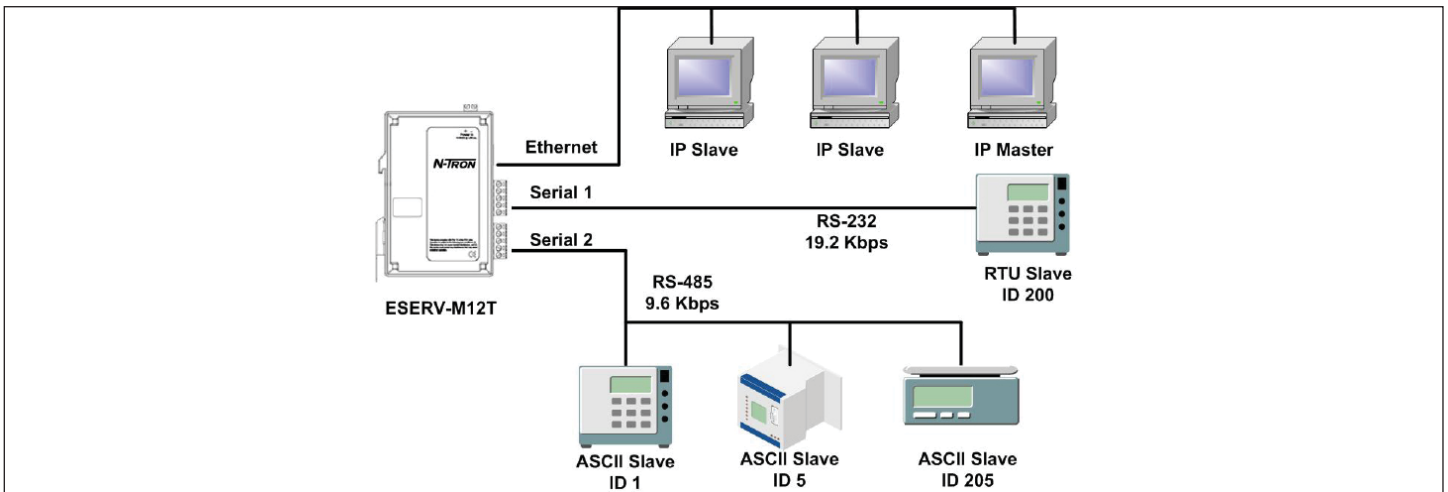 IP Slave
IP Slave
IP Master
Ethernet
N-TRON
Serial 1
RS-232
19.2 Kbps
RTU Slave
ID 200
Serial 2
RS-485
9.6 Kbps
ESERV-M12T
ASCII Slave
ID 1
ASCII Slave
ID 5
ASCII Slave
ID 205